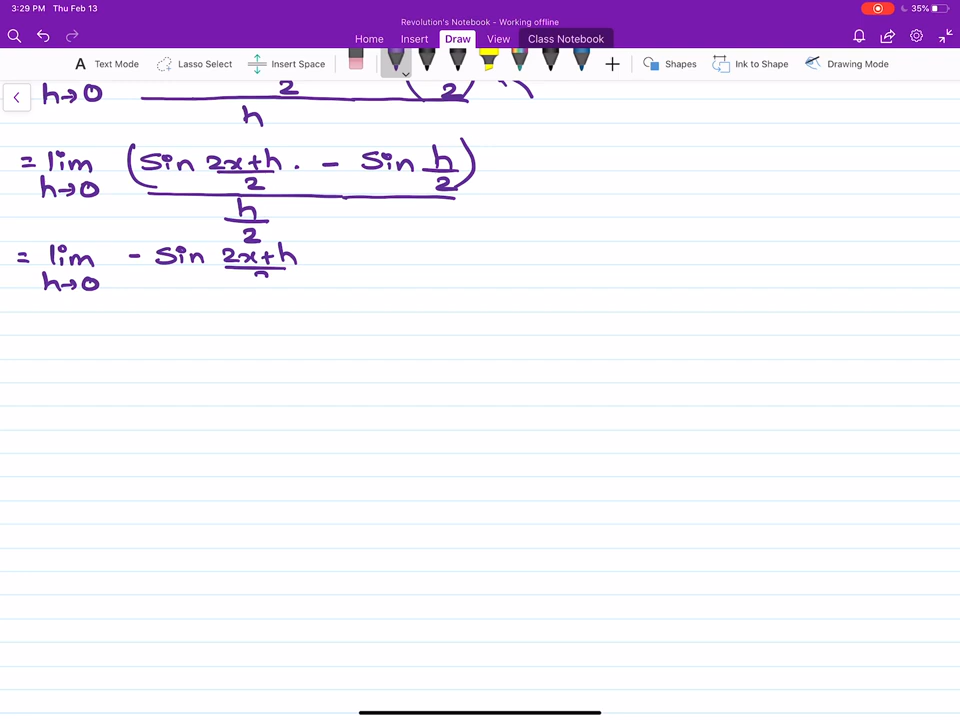 3:29 PM Thu Feb 13
35%
Revolution's Notebook - Working offline
Home Insert Draw View Class Notebook
A Text Mode Lasso Select Insert Space Shapes Ink to Shape Drawing Mode
h→0 2 (2)
h
= lim (sin 2x+h . - sin h)
h→0 2 2
h
2
= lim - sin 2x+h
h→0